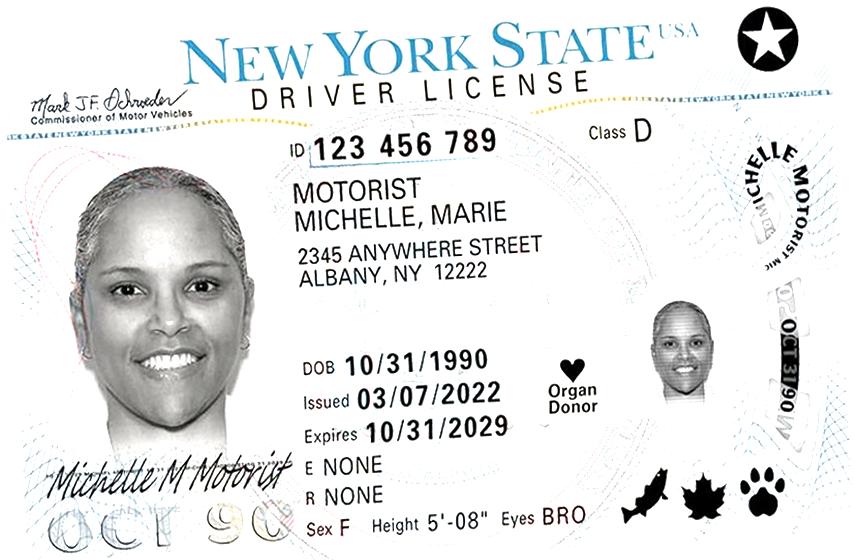 NEW YORK STATE USA
DRIVER LICENSE
Mark J.F. Schroeder
Commissioner of Motor Vehicles
ID 123 456 789
Class D
MOTORIST
MICHELLE, MARIE
2345 ANYWHERE STREET
ALBANY, NY 12222
MICHELLE MOTORIST MIC
DOB 10/31/1990
Issued 03/07/2022
Expires 10/31/2029
Organ
Donor
OCT 31/90
E NONE
R NONE
Sex F Height 5'-08" Eyes BRO
Michelle M Motorist
OCT 90